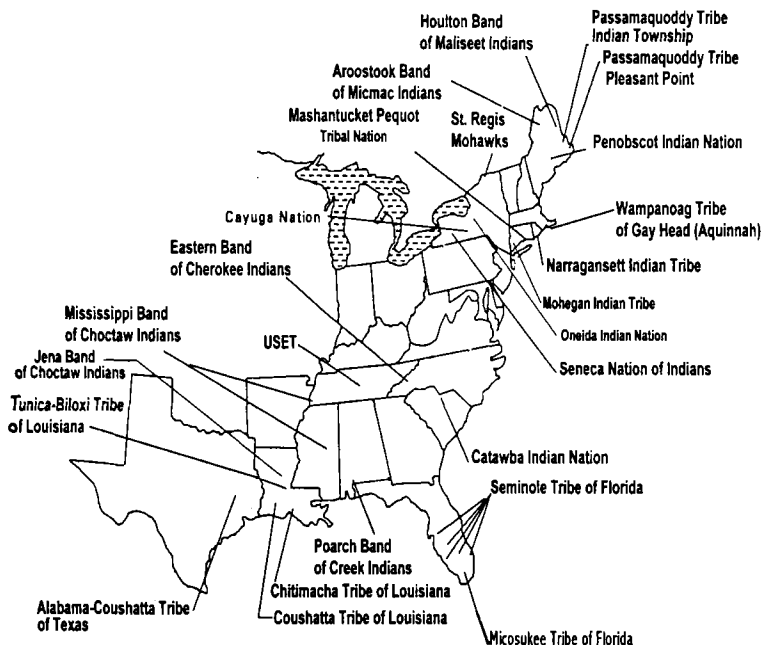 Houlton Band
of Maliseet Indians
Passamaquoddy Tribe
Indian Township
Passamaquoddy Tribe
Pleasant Point
Aroostook Band
of Micmac Indians
Mashantucket Pequot
Tribal Nation
St. Regis
Mohawks
Penobscot Indian Nation
Cayuga Nation
Wampanoag Tribe
of Gay Head (Aquinnah)
Eastern Band
of Cherokee Indians
Narragansett Indian Tribe
Mohegan Indian Tribe
Mississippi Band
of Choctaw Indians
USET
Oneida Indian Nation
Jena Band
of Choctaw Indians
Seneca Nation of Indians
Tunica-Biloxi Tribe
of Louisiana
Catawba Indian Nation
Seminole Tribe of Florida
Poarch Band
of Creek Indians
Chitimacha Tribe of Louisiana
Alabama-Coushatta Tribe
of Texas
Coushatta Tribe of Louisiana
Micosukee Tribe of Florida